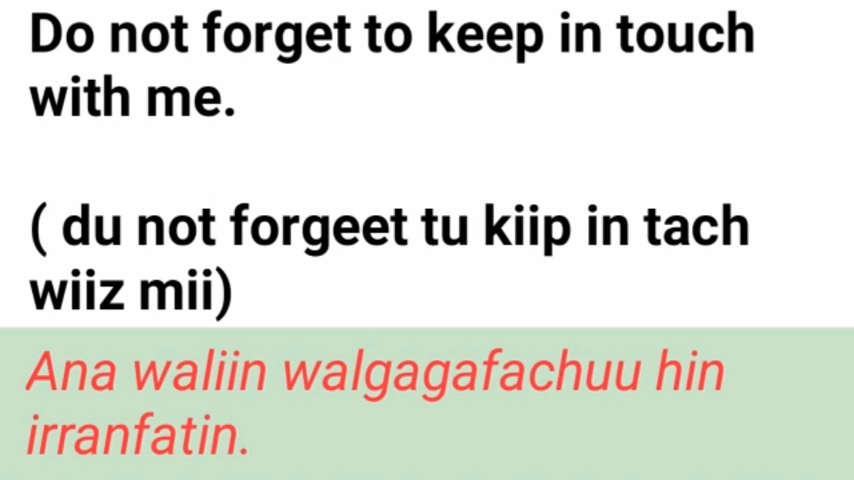 Do not forget to keep in touch
with me.
( du not forgeet tu kiip in tach
wiiz mii)
Ana waliin walgagafachuu hin
irranfatin.